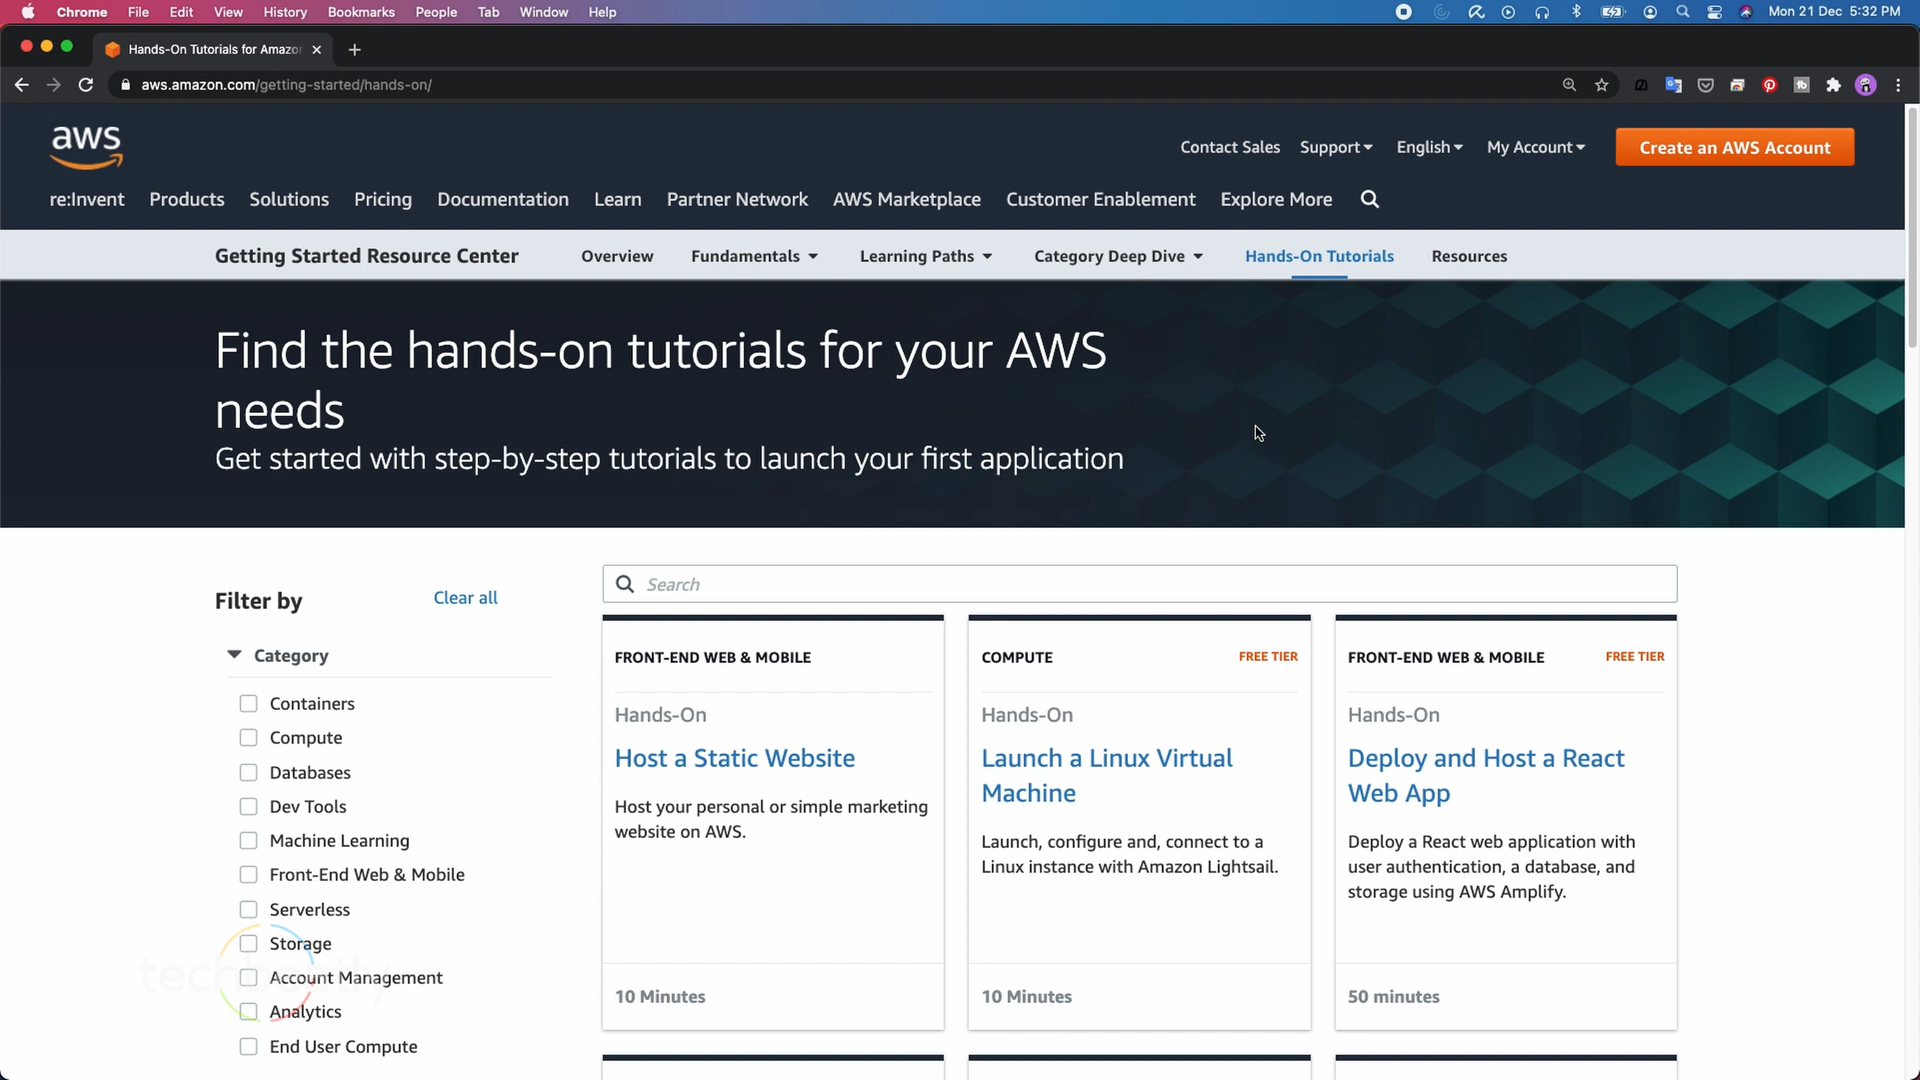 Chrome File Edit View History Bookmarks People Tab Window Help Mon 21 Dec 5:32 PM
Hands-On Tutorials for Amazon
aws.amazon.com/getting-started/hands-on/
aws
Contact Sales Support English My Account Create an AWS Account
re:Invent Products Solutions Pricing Documentation Learn Partner Network AWS Marketplace Customer Enablement Explore More
Getting Started Resource Center Overview Fundamentals Learning Paths Category Deep Dive Hands-On Tutorials Resources
Find the hands-on tutorials for your AWS
needs
Get started with step-by-step tutorials to launch your first application
Filter by Clear all
Category
Containers
Compute
Databases
Dev Tools
Machine Learning
Front-End Web & Mobile
Serverless
Storage
Account Management
Analytics
End User Compute
Search
FRONT-END WEB & MOBILE
Hands-On
Host a Static Website
Host your personal or simple marketing
website on AWS.
10 Minutes
COMPUTE FREE TIER
Hands-On
Launch a Linux Virtual
Machine
Launch, configure and, connect to a
Linux instance with Amazon Lightsail.
10 Minutes
FRONT-END WEB & MOBILE FREE TIER
Hands-On
Deploy and Host a React
Web App
Deploy a React web application with
user authentication, a database, and
storage using AWS Amplify.
50 minutes